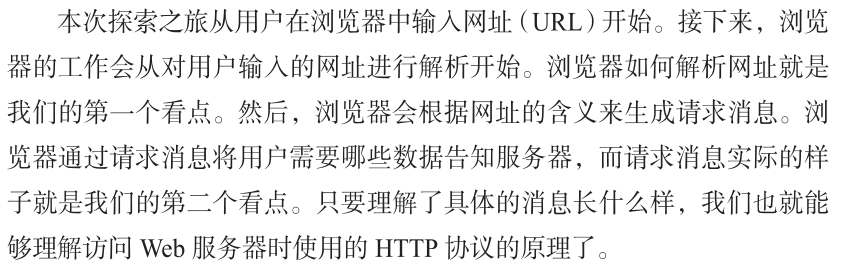 本次探索之旅从用户在浏览器中输入网址（URL）开始。接下来，浏览
器的工作会从对用户输入的网址进行解析开始。浏览器如何解析网址就是
我们的第一个看点。然后，浏览器会根据网址的含义来生成请求消息。浏
览器通过请求消息将用户需要哪些数据告知服务器，而请求消息实际的样
子就是我们的第二个看点。只要理解了具体的消息长什么样，我们也就能
够理解访问 Web 服务器时使用的 HTTP 协议的原理了。